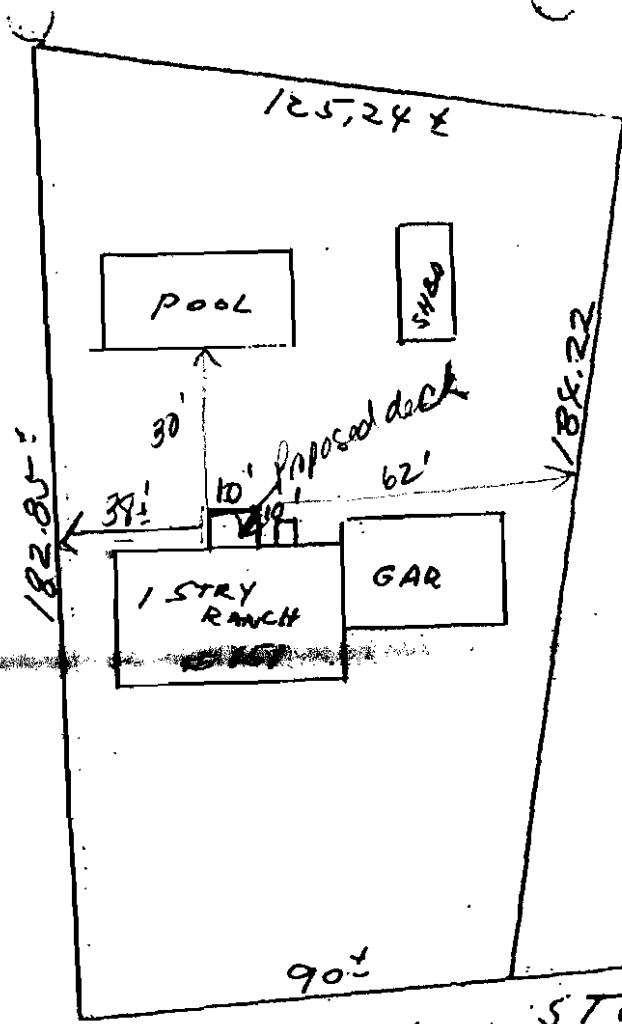 125.24 ±
POOL
SHED
184.22
30'
Proposed deck
10'
62'
38±'
10'
182.85±
1 STRY
RANCH
GAR
90±